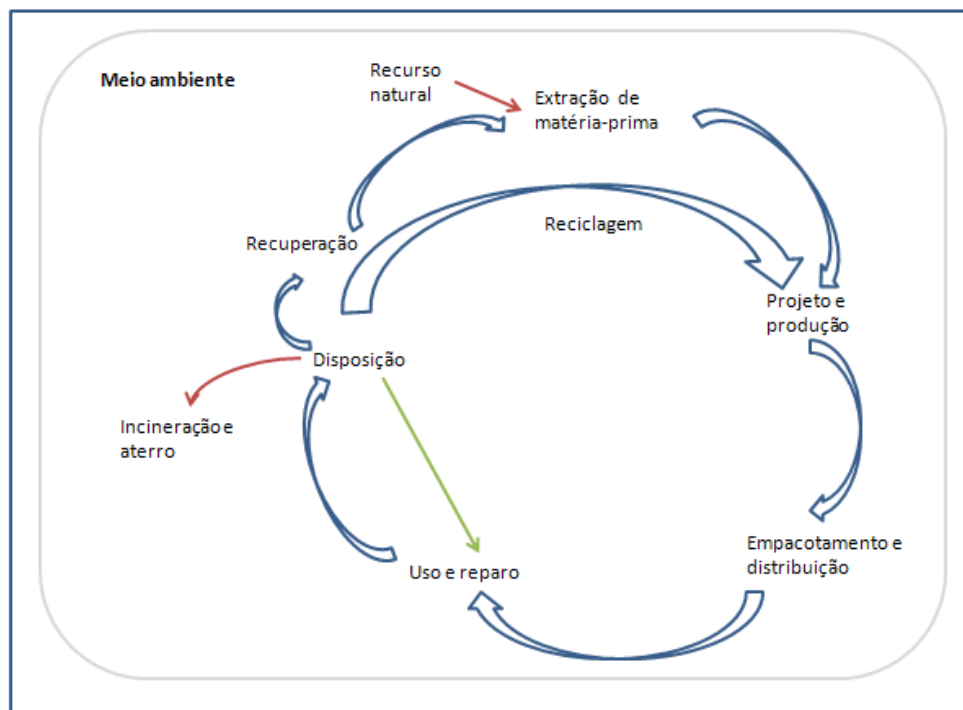 Meio ambiente
Recurso
natural
Extração de
matéria-prima
Reciclagem
Recuperação
Projeto e
produção
Disposição
Incineração e
aterro
Empacotamento e
distribuição
Uso e reparo